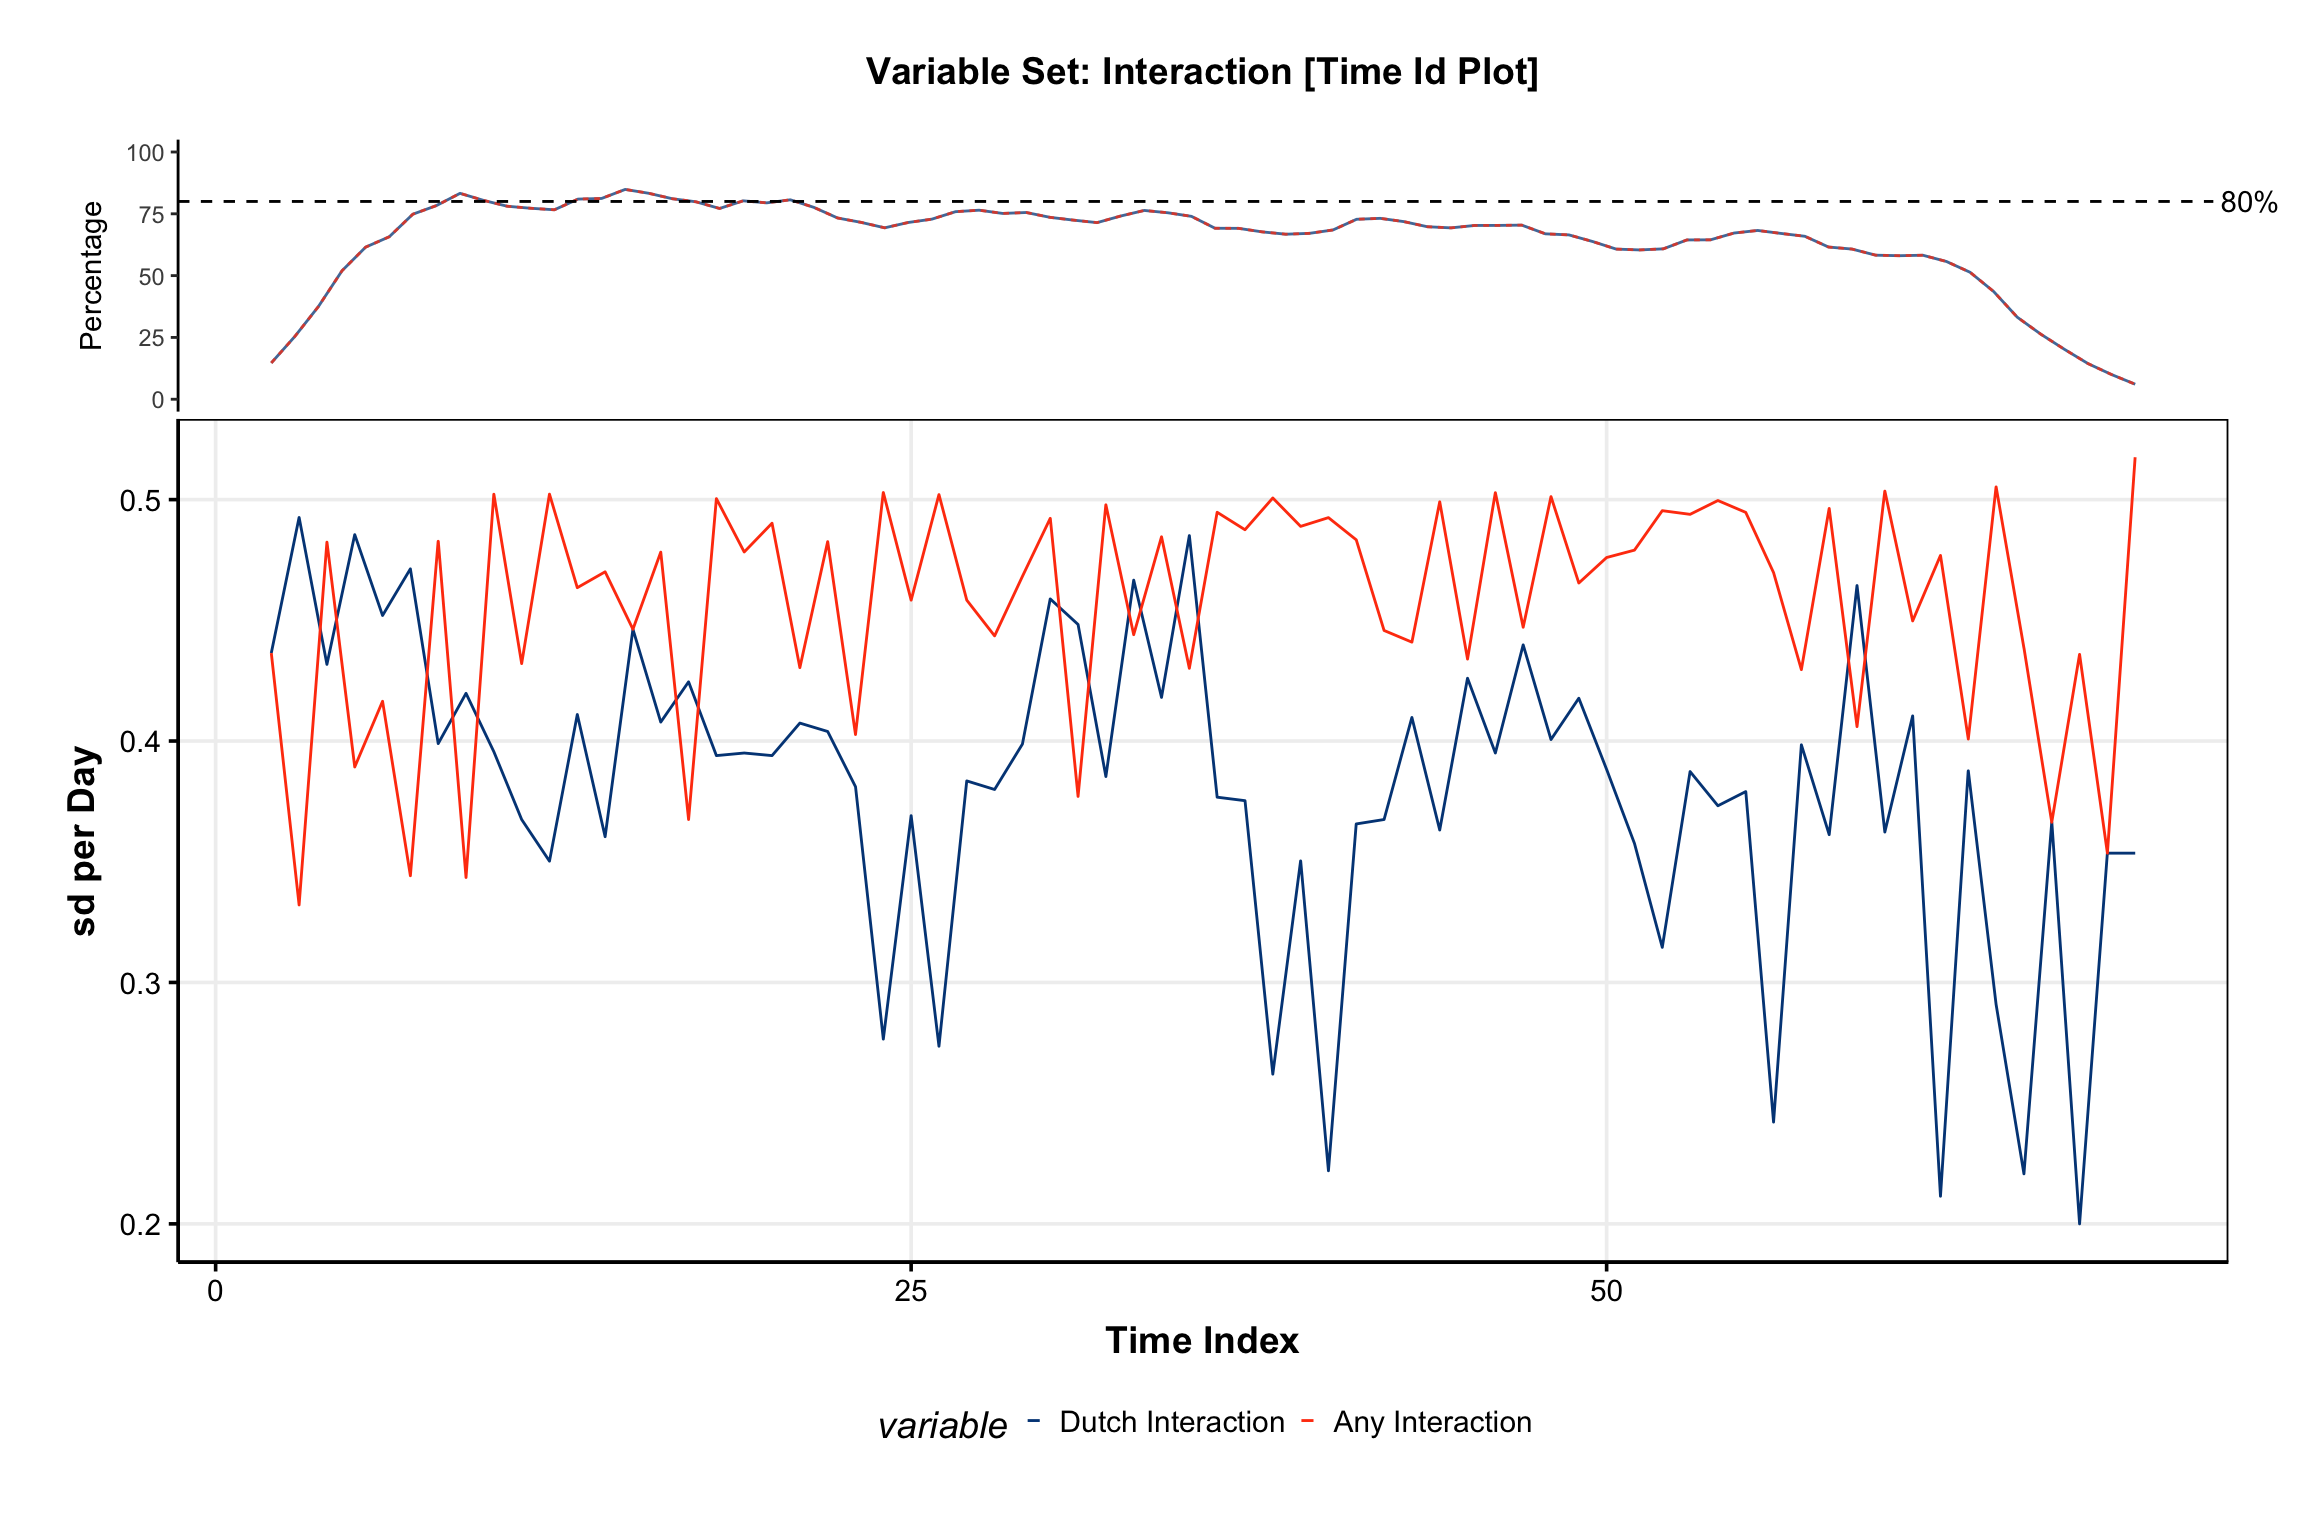 Variable Set: Interaction [Time Id Plot]
100
75
50
25
0
Percentage
80%
0.5
0.4
0.3
0.2
sd per Day
0 25 50
Time Index
variable Dutch Interaction Any Interaction